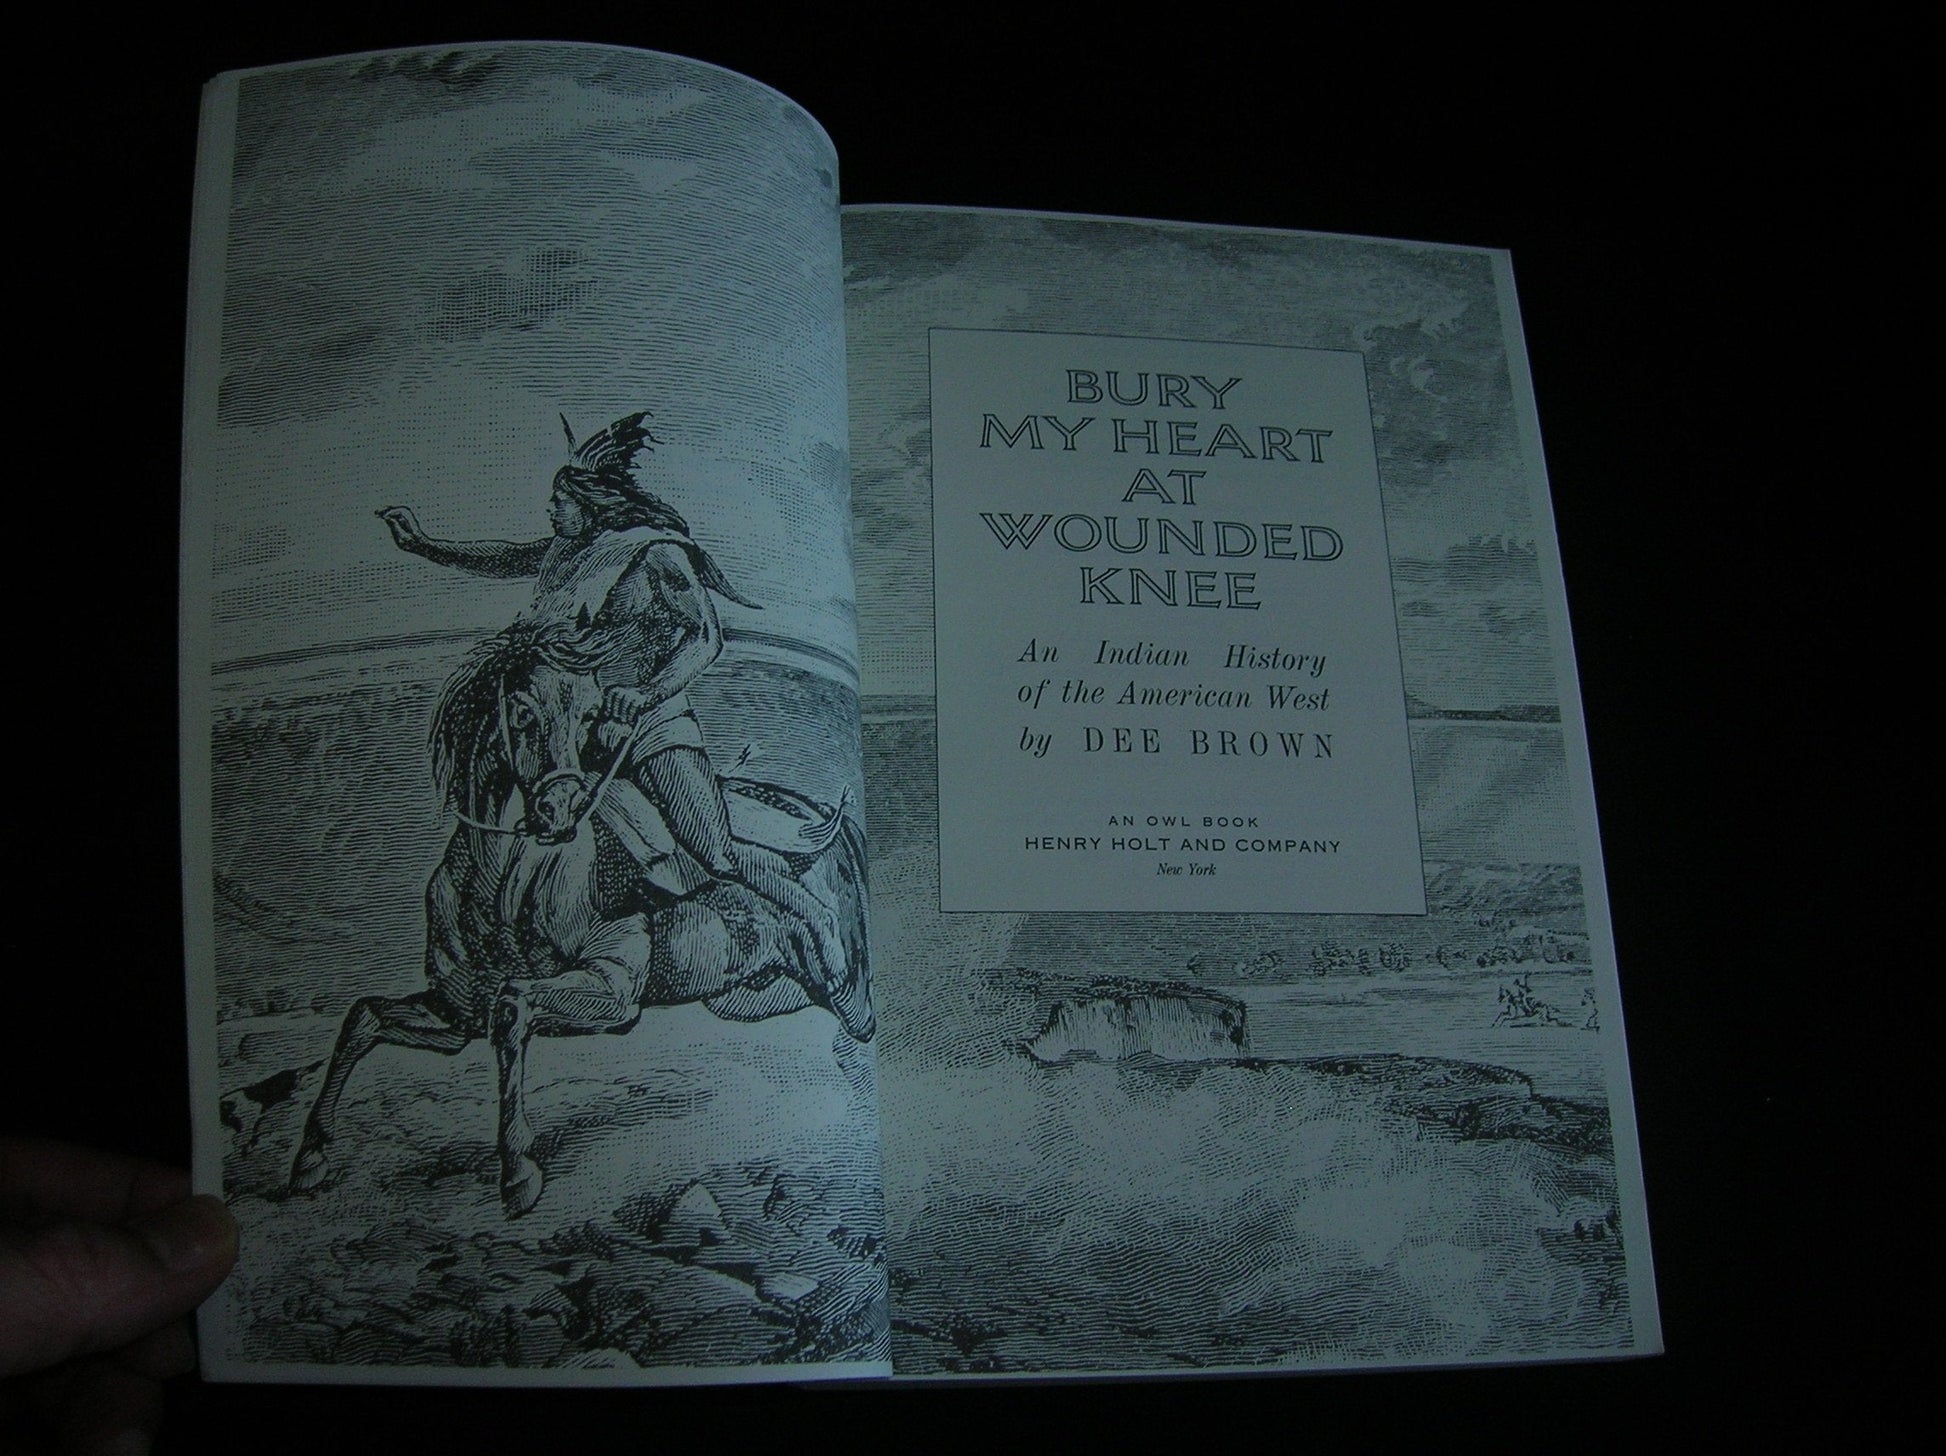 BURY
MY HEART
AT
WOUNDED
KNEE
An Indian History
of the American West
by DEE BROWN
AN OWL BOOK
HENRY HOLT AND COMPANY
New York